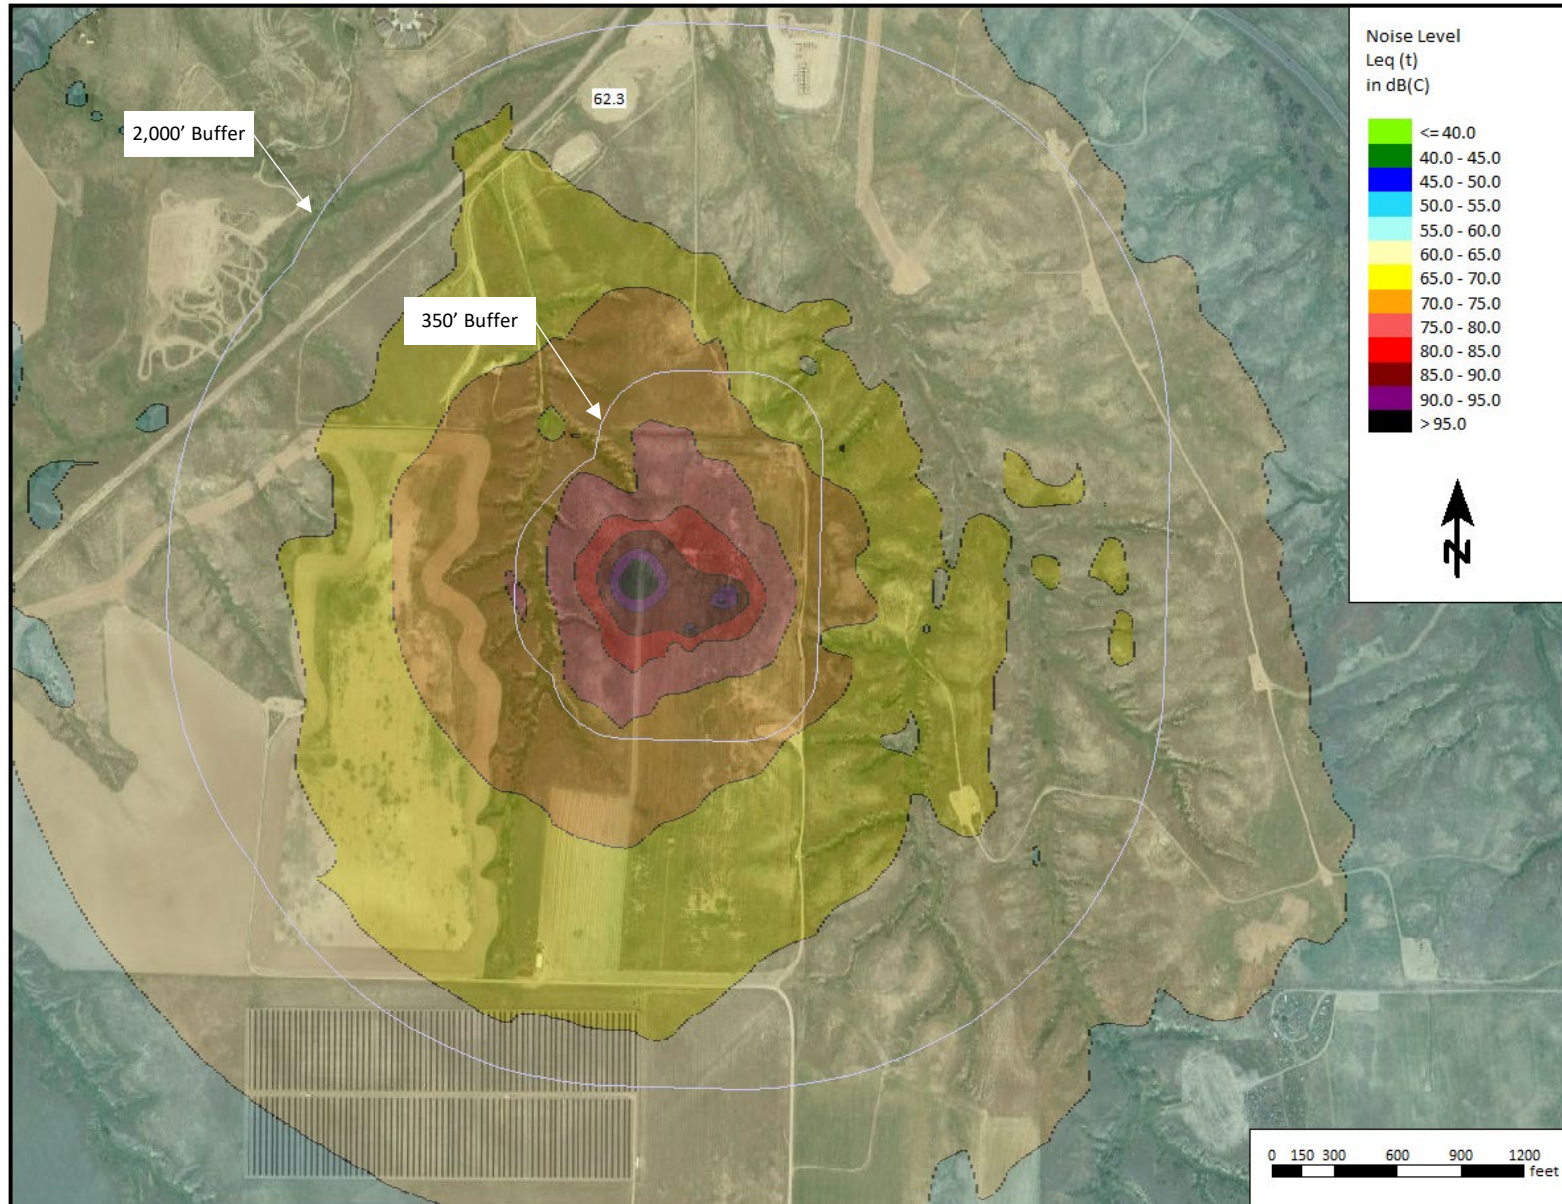 62.3
2,000' Buffer
350' Buffer
Noise Level
Leq (t)
in dB(C)
<= 40.0
40.0 - 45.0
45.0 - 50.0
50.0 - 55.0
55.0 - 60.0
60.0 - 65.0
65.0 - 70.0
70.0 - 75.0
75.0 - 80.0
80.0 - 85.0
85.0 - 90.0
90.0 - 95.0
> 95.0
N
0 150 300 600 900 1200
feet